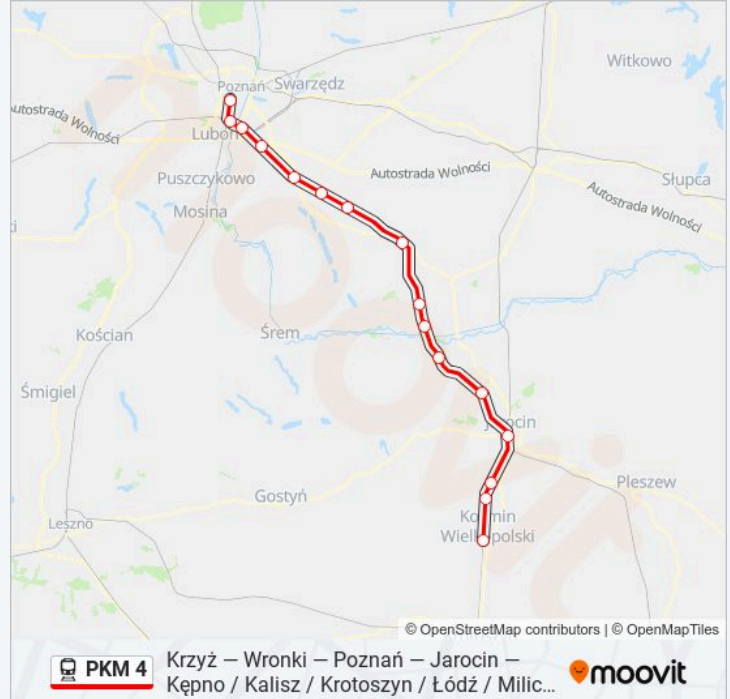 Witkowo
Poznań
Swarzędz
utostrada Wolności
Luboń
Autostrada Wolności
Puszczykowo
Słupca
Autostrada Wolności
Mosina
Śrem
Kościan
Śmigiel
Jarocin
Pleszew
Gostyń
Leszno
Koźmin
Wielkopolski
© OpenStreetMap contributors | © OpenMapTiles
PKM 4
Krzyż – Wronki – Poznań – Jarocin –
Kępno / Kalisz / Krotoszyn / Łódź / Milic...
moovit